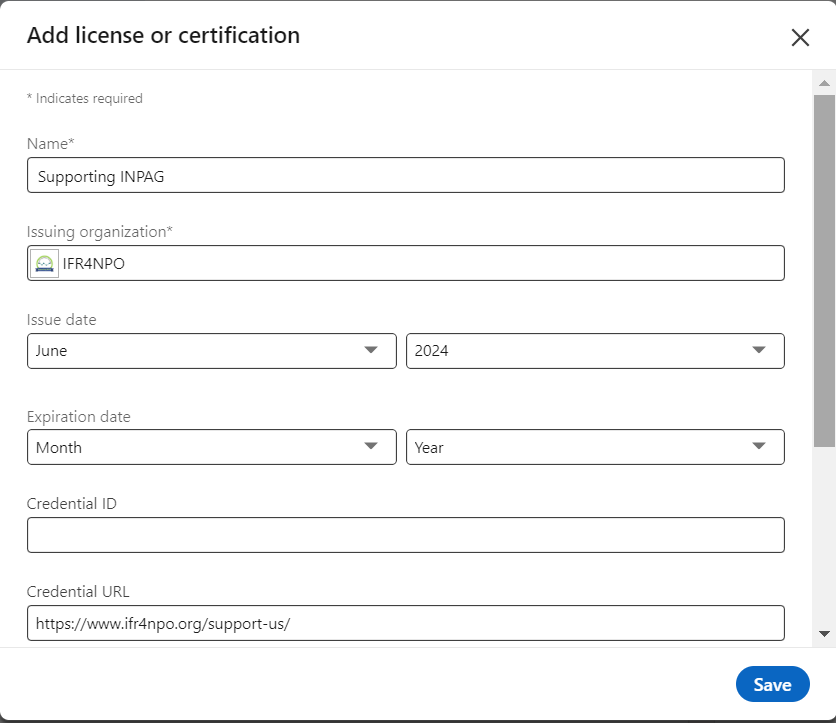 Add license or certification
* Indicates required
Name*
Supporting INPAG
Issuing organization*
IFR4NPO
Issue date
June 2024
Expiration date
Month Year
Credential ID
Credential URL
https://www.ifr4npo.org/support-us/
Save